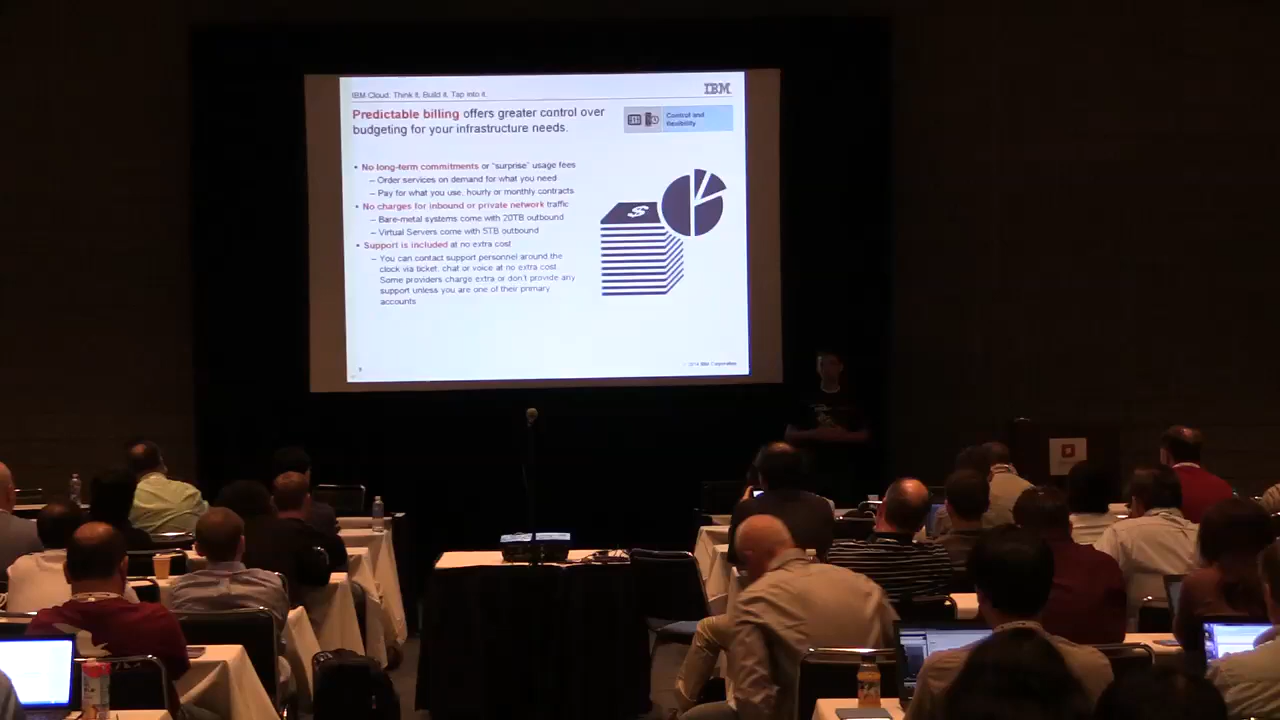 IBM Cloud. Think it. Build it. Tap into it.
IBM
Predictable billing offers greater control over
budgeting for your infrastructure needs.
Control and
flexibility
• No long-term commitments or "surprise" usage fees
– Order services on demand for what you need
– Pay for what you use, hourly or monthly contracts
• No charges for inbound or private network traffic
– Bare-metal systems come with 20TB outbound
– Virtual Servers come with 5TB outbound
• Support is included at no extra cost
– You can contact support personnel around the
clock via ticket, chat or voice at no extra cost.
Some providers charge extra or don't provide any
support unless you are one of their primary
accounts
$
© 2014 IBM Corporation